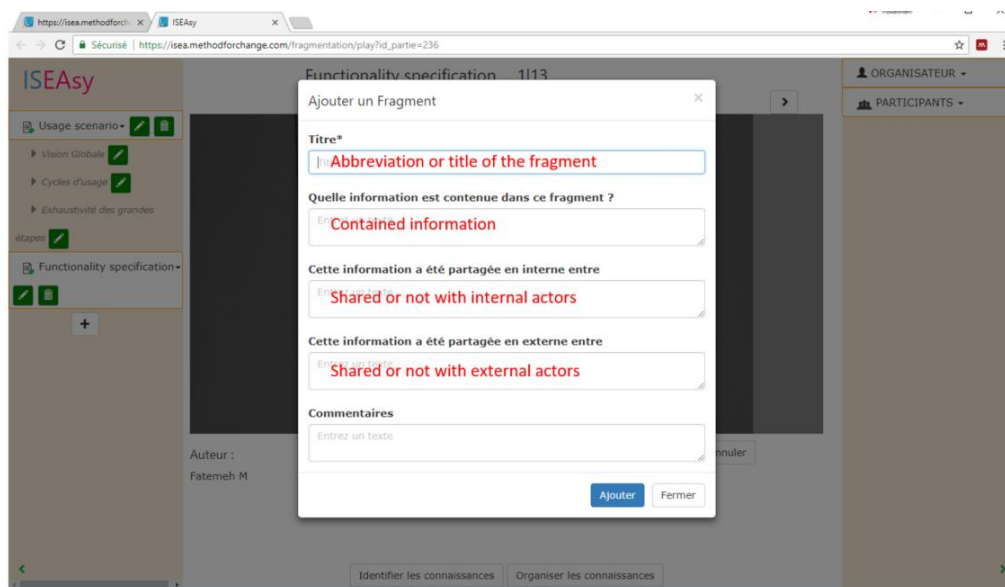 https://isea.methodforch
ISEAsy
Sécurisé | https://isea.methodforchange.com/fragmentation/play?id_partie=236
ISEAsy
Functionality specification 1|13
ORGANISATEUR
PARTICIPANTS
Usage scenario
Vision Globale
Cycles d'usage
Exhaustivité des grandes
étapes
Functionality specification
+
Ajouter un Fragment
×
Titre*
Abbreviation or title of the fragment
Quelle information est contenue dans ce fragment ?
Contained information
Cette information a été partagée en interne entre
Shared or not with internal actors
Cette information a été partagée en externe entre
Shared or not with external actors
Commentaires
Entrez un texte
Ajouter
Fermer
Auteur :
Fatemeh M
nnuler
Identifier les connaissances
Organiser les connaissances